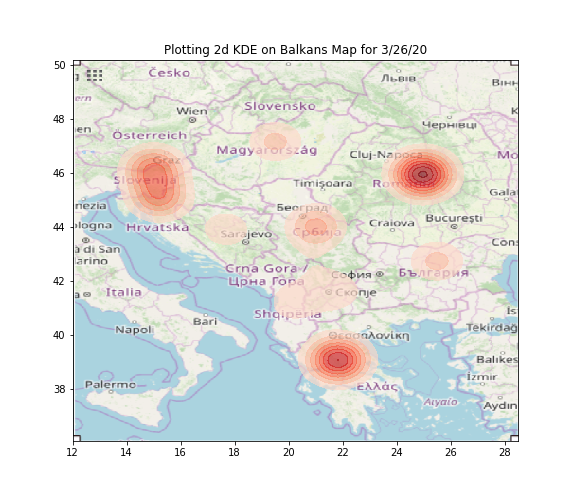 Plotting 2d KDE on Balkans Map for 3/26/20
50
48
46
44
42
40
38
12
14
16
18
20
22
24
26
28
Česko
Львів
Wien
Slovensko
Чернівці
Österreich
Magyarország
Graz
Cluj-Napoca
Slovenija
Timișoara
Galați
Београд
Hrvatska
Sarajevo
Србија
Craiova
București
Crna Gora /
Црна Гора
София
България
Italia
Скопје
Shqipëria
Napoli
Bari
Θεσσαλονίκη
Tekirdağ
Balıkes
İzmir
Palermo
Ελλάς
Αιγαίο
Aydın